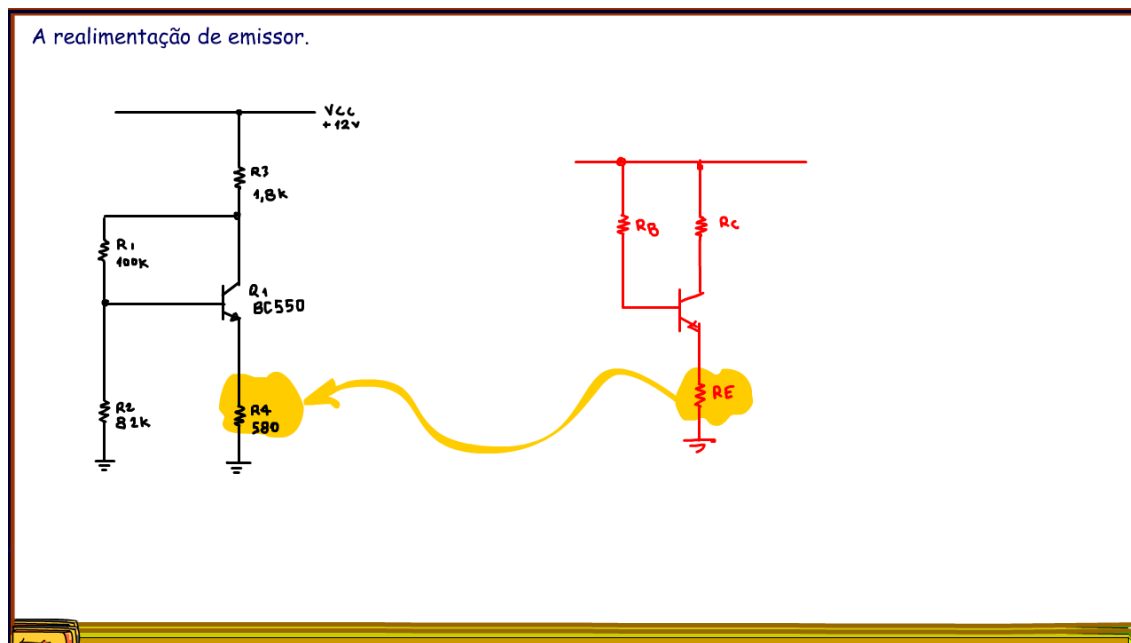 A realimentação de emissor.
VCC
+12V
R3
1,8k
R1
100k
Q1
BC550
R2
82k
R4
580
RB
RC
RE